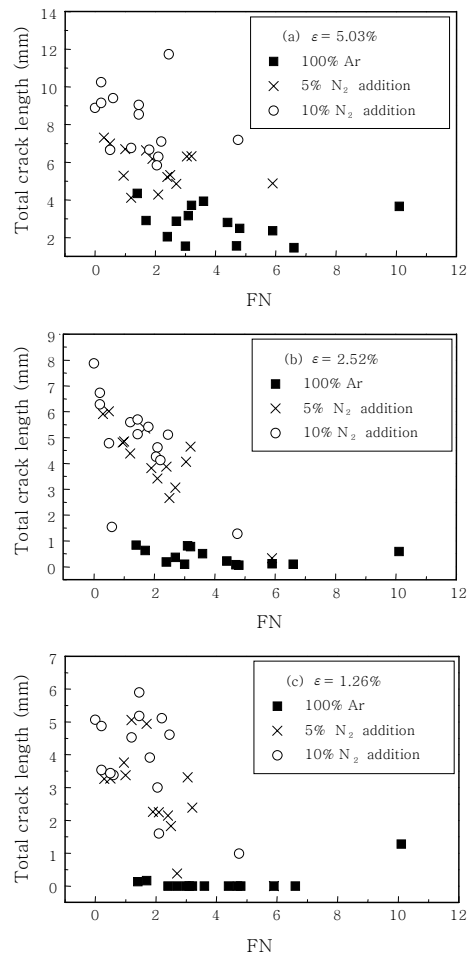 14
12
10
8
6
4
2
Total crack length (mm)
(a) ε = 5.03%
100% Ar
5% N₂ addition
10% N₂ addition
0 2 4 6 8 10 12
FN
9
8
7
6
5
4
3
2
1
0
Total crack length (mm)
(b) ε = 2.52%
100% Ar
5% N₂ addition
10% N₂ addition
0 2 4 6 8 10 12
FN
7
6
5
4
3
2
1
0
Total crack length (mm)
(c) ε = 1.26%
100% Ar
5% N₂ addition
10% N₂ addition
0 2 4 6 8 10 12
FN